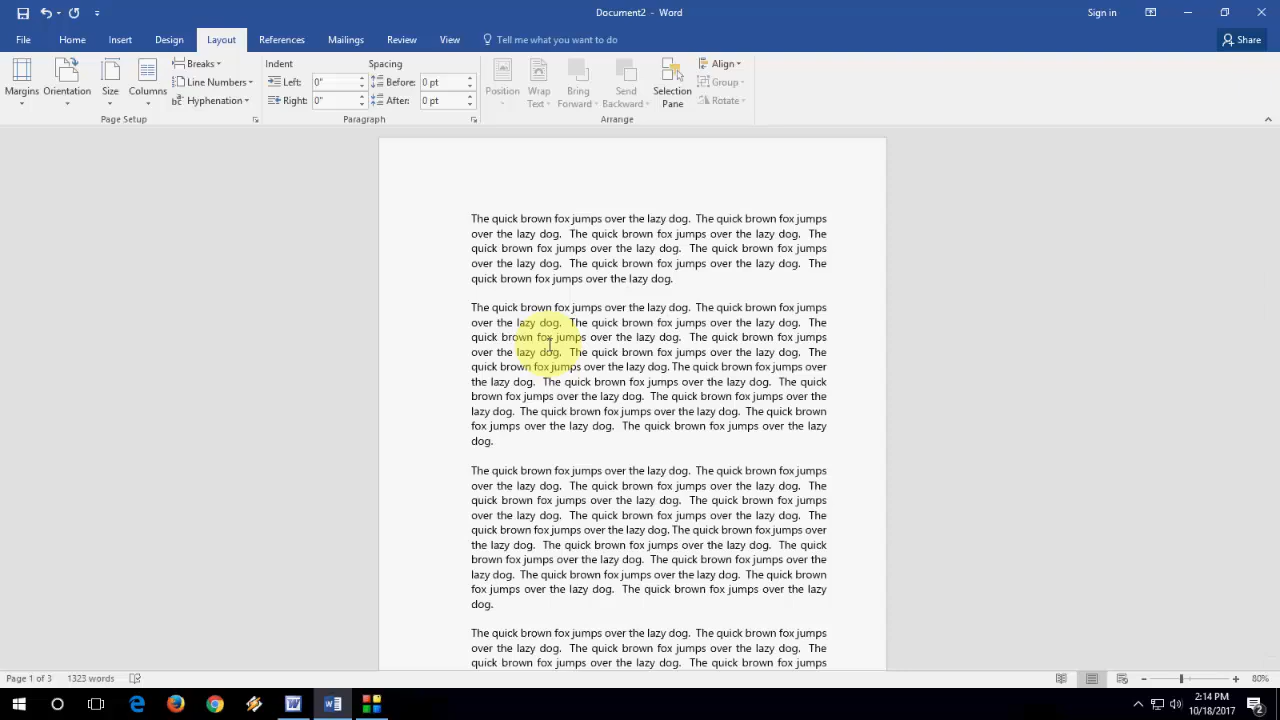 Document2 - Word
Sign in
File Home Insert Design Layout References Mailings Review View Tell me what you want to do Share
Margins
Orientation
Size
Columns
Breaks
Line Numbers
Hyphenation
Page Setup
Indent
Left: 0"
Right: 0"
Spacing
Before: 0 pt
After: 0 pt
Paragraph
Position
Wrap
Text
Bring
Forward
Send
Backward
Selection
Pane
Align
Group
Rotate
Arrange
The quick brown fox jumps over the lazy dog. The quick brown fox jumps
over the lazy dog. The quick brown fox jumps over the lazy dog. The
quick brown fox jumps over the lazy dog. The quick brown fox jumps
over the lazy dog. The quick brown fox jumps over the lazy dog. The
quick brown fox jumps over the lazy dog.
The quick brown fox jumps over the lazy dog. The quick brown fox jumps
over the lazy dog. The quick brown fox jumps over the lazy dog. The
quick brown fox jumps over the lazy dog. The quick brown fox jumps
over the lazy dog. The quick brown fox jumps over the lazy dog. The
quick brown fox jumps over the lazy dog. The quick brown fox jumps over
the lazy dog. The quick brown fox jumps over the lazy dog. The quick
brown fox jumps over the lazy dog. The quick brown fox jumps over the
lazy dog. The quick brown fox jumps over the lazy dog. The quick brown
fox jumps over the lazy dog. The quick brown fox jumps over the lazy
dog.
The quick brown fox jumps over the lazy dog. The quick brown fox jumps
over the lazy dog. The quick brown fox jumps over the lazy dog. The
quick brown fox jumps over the lazy dog. The quick brown fox jumps
over the lazy dog. The quick brown fox jumps over the lazy dog. The
quick brown fox jumps over the lazy dog. The quick brown fox jumps over
the lazy dog. The quick brown fox jumps over the lazy dog. The quick
brown fox jumps over the lazy dog. The quick brown fox jumps over the
lazy dog. The quick brown fox jumps over the lazy dog. The quick brown
fox jumps over the lazy dog. The quick brown fox jumps over the lazy
dog.
The quick brown fox jumps over the lazy dog. The quick brown fox jumps
over the lazy dog. The quick brown fox jumps over the lazy dog. The
quick brown fox jumps over the lazy dog. The quick brown fox jumps
Page 1 of 3 1323 words 80%
2:14 PM
10/18/2017
2